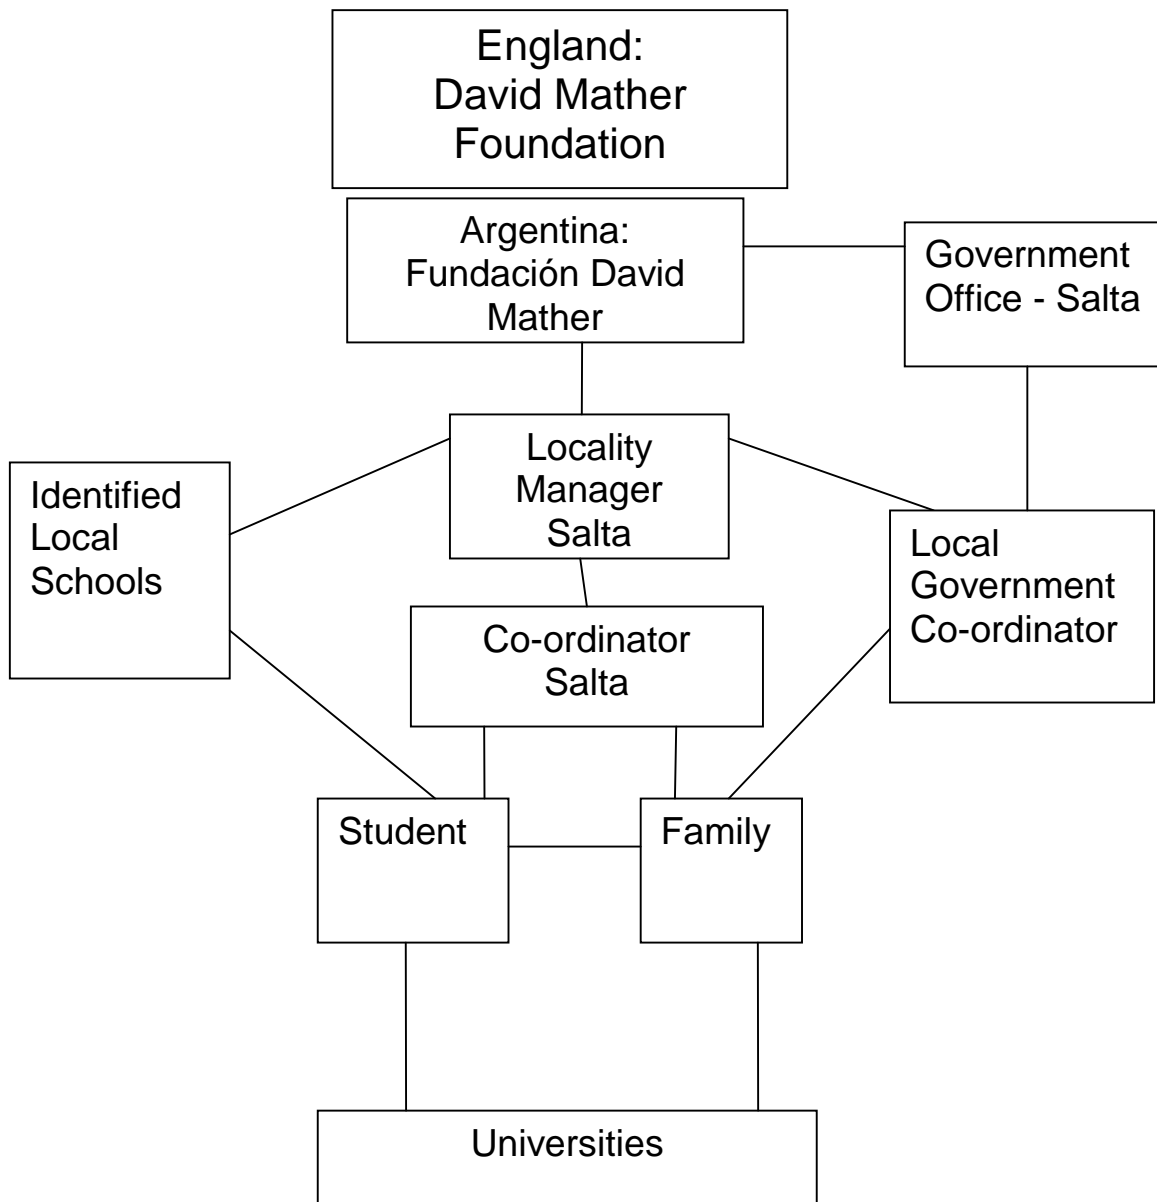 England:
David Mather
Foundation
Argentina:
Fundación David
Mather
Government
Office - Salta
Locality
Manager
Salta
Identified
Local
Schools
Local
Government
Co-ordinator
Co-ordinator
Salta
Student
Family
Universities